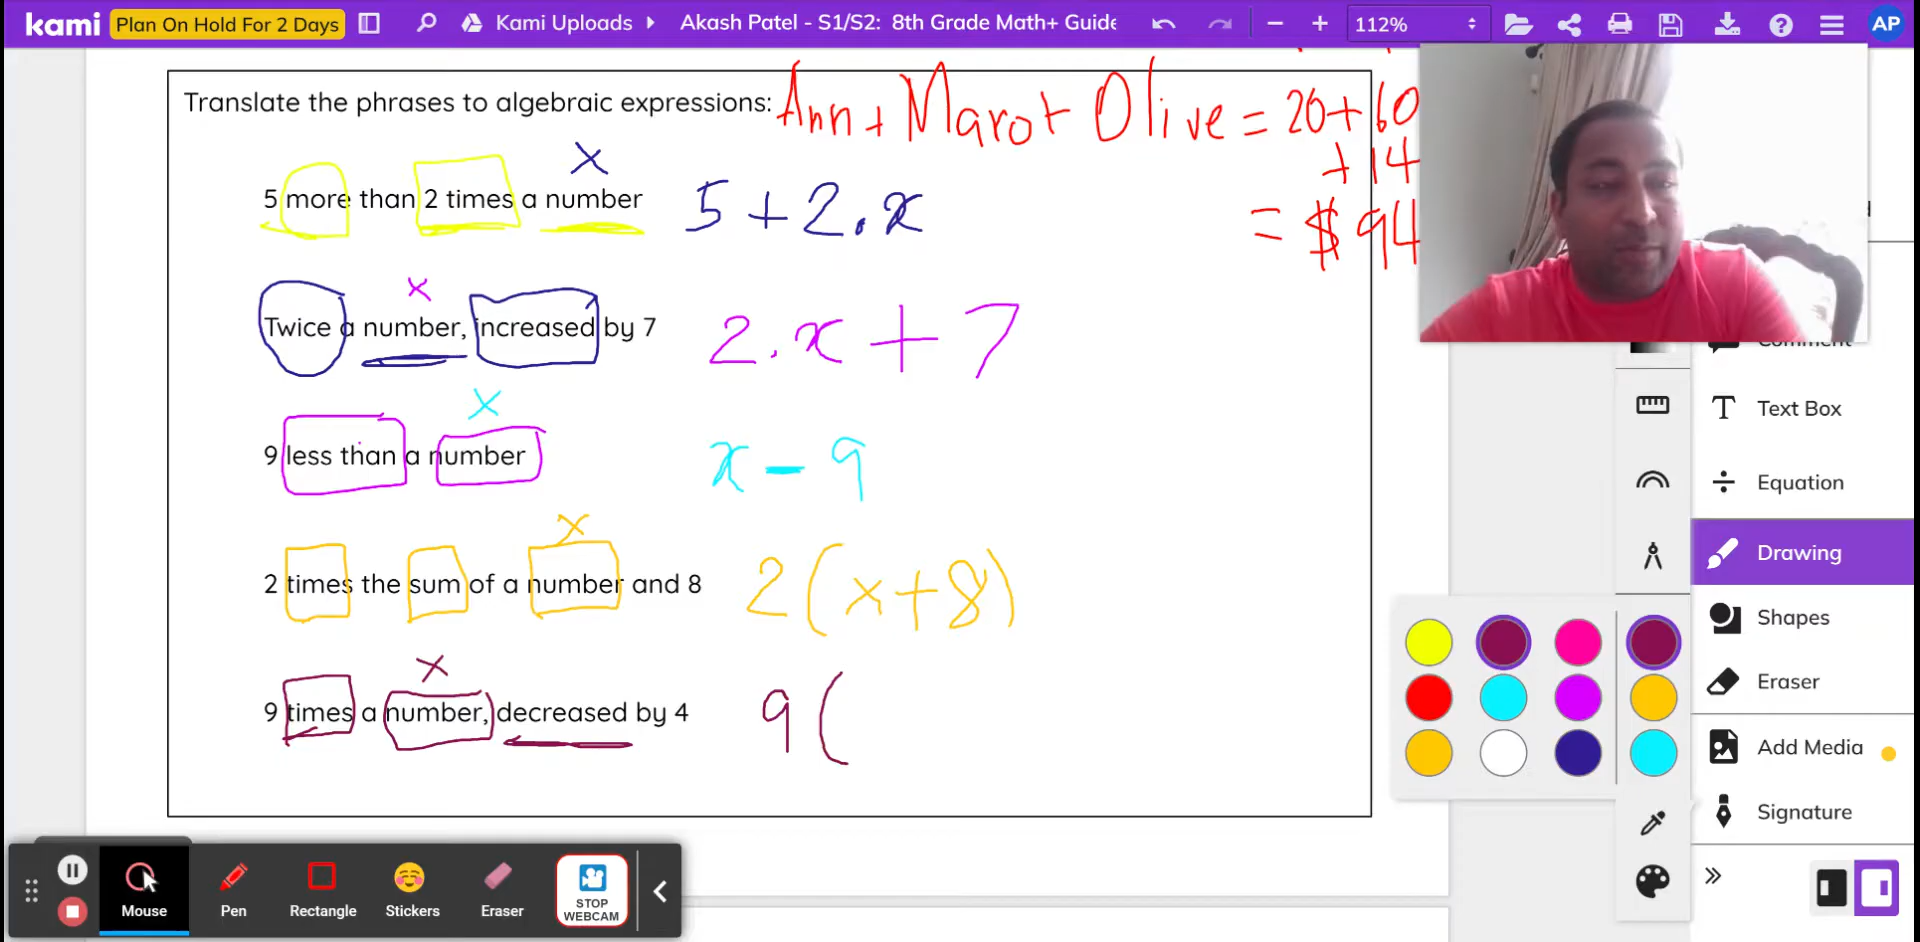 kami Plan On Hold For 2 Days Kami Uploads Akash Patel - S1/S2: 8th Grade Math+ Guide 112% AP
Translate the phrases to algebraic expressions: Ann + Maro + Olive = 20 + 60
+ 14
= $94
x
5 more than 2 times a number 5 + 2 . x
x
Twice a number, increased by 7 2 . x + 7
x
9 less than a number x - 9
x
2 times the sum of a number and 8 2 ( x + 8 )
x
9 times a number, decreased by 4 9 (
Comment
Text Box
Equation
Drawing
Shapes
Eraser
Add Media
Signature
Mouse Pen Rectangle Stickers Eraser STOP WEBCAM